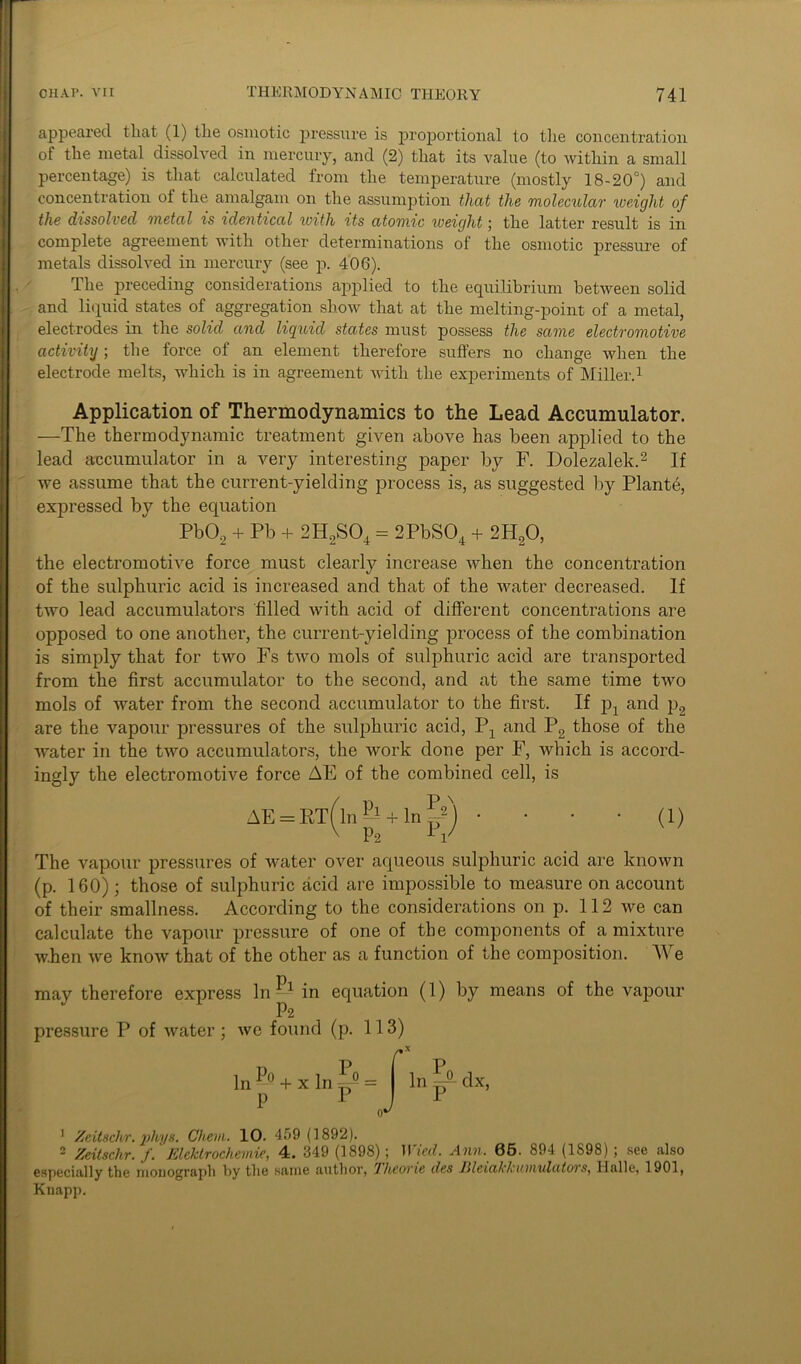 CHAP. VII THERMODYNAMIC THEORY 741
appeared that (1) the osmotic pressure is proportional to the concentration
of the metal dissolved in mercury, and (2) that its value (to within a small
percentage) is that calculated from the temperature (mostly 18-20°) and
concentration of the amalgam on the assumption that the molecular weight of
the dissolved metal is identical with its atomic weight; the latter result is in
complete agreement with other determinations of the osmotic pressure of
metals dissolved in mercury (see p. 406).
The preceding considerations applied to the equilibrium between solid
and liquid states of aggregation show that at the melting-point of a metal,
electrodes in the solid and liquid states must possess the same electromotive
activity; the force of an element therefore suffers no change when the
electrode melts, which is in agreement with the experiments of Miller.¹
Application of Thermodynamics to the Lead Accumulator.
—The thermodynamic treatment given above has been applied to the
lead accumulator in a very interesting paper by F. Dolezalek.² If
we assume that the current-yielding process is, as suggested by Planté,
expressed by the equation
PbO₂ + Pb + 2H₂SO₄ = 2PbSO₄ + 2H₂O,
the electromotive force must clearly increase when the concentration
of the sulphuric acid is increased and that of the water decreased. If
two lead accumulators filled with acid of different concentrations are
opposed to one another, the current-yielding process of the combination
is simply that for two Fs two mols of sulphuric acid are transported
from the first accumulator to the second, and at the same time two
mols of water from the second accumulator to the first. If p₁ and p₂
are the vapour pressures of the sulphuric acid, P₁ and P₂ those of the
water in the two accumulators, the work done per F, which is accord-
ingly the electromotive force ΔE of the combined cell, is
ΔE = RT(ln p₁/p₂ + ln P₂/P₁) · · · · (1)
The vapour pressures of water over aqueous sulphuric acid are known
(p. 160); those of sulphuric acid are impossible to measure on account
of their smallness. According to the considerations on p. 112 we can
calculate the vapour pressure of one of the components of a mixture
when we know that of the other as a function of the composition. We
may therefore express ln p₁/p₂ in equation (1) by means of the vapour
pressure P of water; we found (p. 113)
ln p₀/p + x ln P₀/P = ∫₀ˣ ln P₀/P dx,
¹ Zeitschr. phys. Chem. 10. 459 (1892).
² Zeitschr. f. Elektrochemie, 4. 349 (1898); Wied. Ann. 65. 894 (1898); see also
especially the monograph by the same author, Theorie des Bleiakkumulators, Halle, 1901,
Knapp.